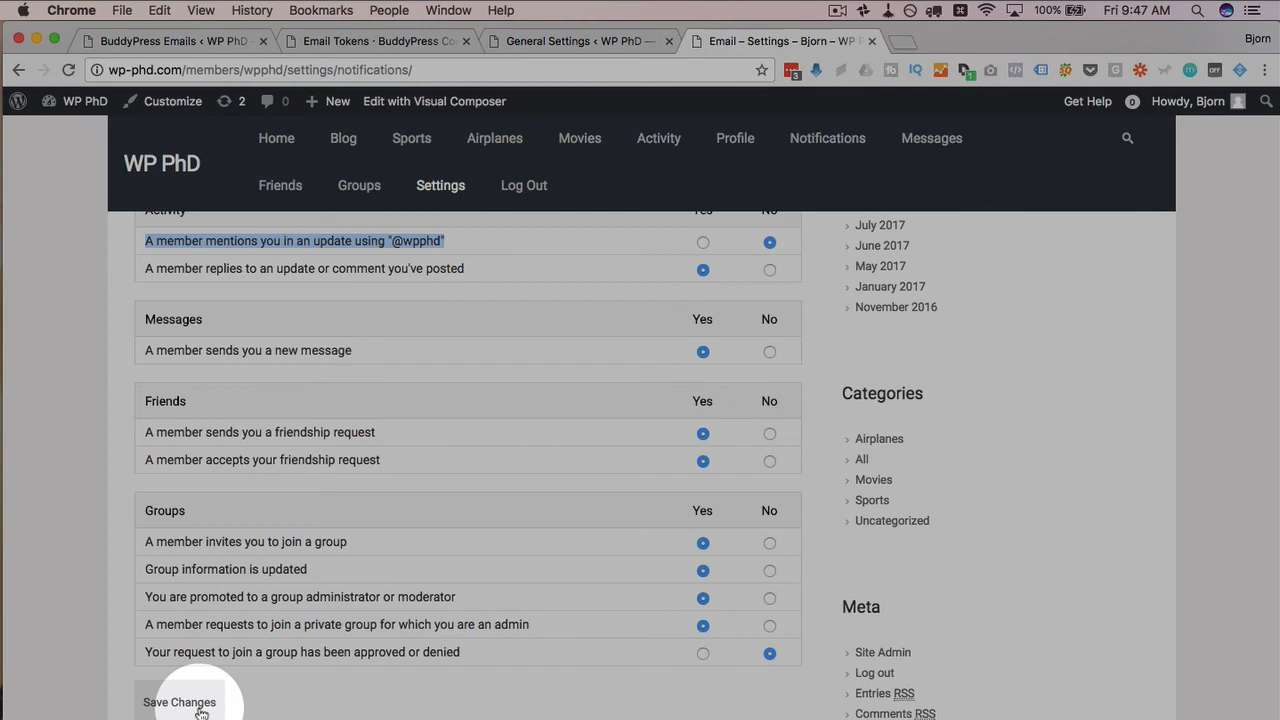 Chrome File Edit View History Bookmarks People Window Help 100% Fri 9:47 AM
BuddyPress Emails ‹ WP PhD - Email Tokens · BuddyPress Co General Settings ‹ WP PhD — Email – Settings – Bjorn – WP P Bjorn
wp-phd.com/members/wpphd/settings/notifications/
WP PhD Customize 2 0 New Edit with Visual Composer Get Help 0 Howdy, Bjorn
Home Blog Sports Airplanes Movies Activity Profile Notifications Messages
WP PhD
Friends Groups Settings Log Out
Activity Yes No
A member mentions you in an update using "@wpphd"
A member replies to an update or comment you've posted
Messages Yes No
A member sends you a new message
Friends Yes No
A member sends you a friendship request
A member accepts your friendship request
Groups Yes No
A member invites you to join a group
Group information is updated
You are promoted to a group administrator or moderator
A member requests to join a private group for which you are an admin
Your request to join a group has been approved or denied
Save Changes
July 2017
June 2017
May 2017
January 2017
November 2016
Categories
Airplanes
All
Movies
Sports
Uncategorized
Meta
Site Admin
Log out
Entries RSS
Comments RSS